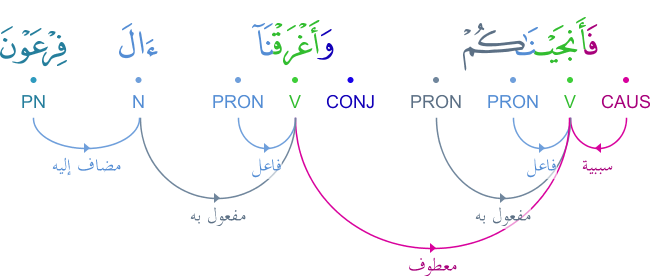 فَأَنجَيْنَـٰكُمْ وَأَغْرَقْنَآ ءَالَ فِرْعَوْنَ
PN N PRON V CONJ PRON PRON V CAUS
مضاف إليه فاعل فاعل سببية
مفعول به مفعول به
معطوف